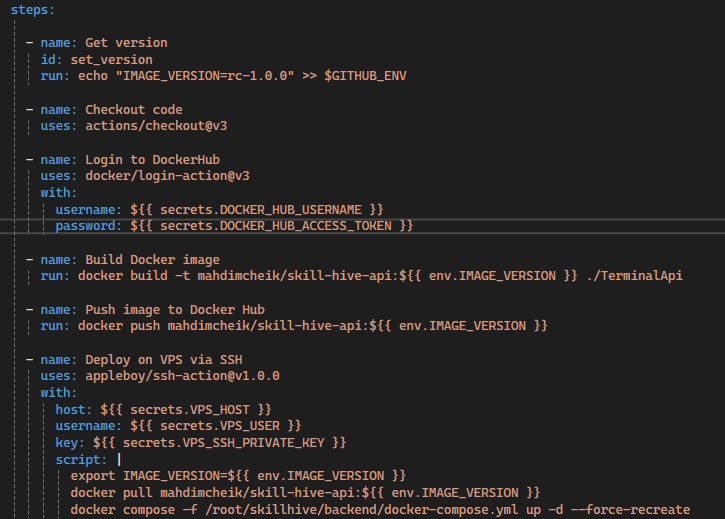 steps:
- name: Get version
id: set_version
run: echo "IMAGE_VERSION=rc-1.0.0" >> $GITHUB_ENV
- name: Checkout code
uses: actions/checkout@v3
- name: Login to DockerHub
uses: docker/login-action@v3
with:
username: ${{ secrets.DOCKER_HUB_USERNAME }}
password: ${{ secrets.DOCKER_HUB_ACCESS_TOKEN }}
- name: Build Docker image
run: docker build -t mahdimcheik/skill-hive-api:${{ env.IMAGE_VERSION }} ./TerminalApi
- name: Push image to Docker Hub
run: docker push mahdimcheik/skill-hive-api:${{ env.IMAGE_VERSION }}
- name: Deploy on VPS via SSH
uses: appleboy/ssh-action@v1.0.0
with:
host: ${{ secrets.VPS_HOST }}
username: ${{ secrets.VPS_USER }}
key: ${{ secrets.VPS_SSH_PRIVATE_KEY }}
script: |
export IMAGE_VERSION=${{ env.IMAGE_VERSION }}
docker pull mahdimcheik/skill-hive-api:${{ env.IMAGE_VERSION }}
docker compose -f /root/skillhive/backend/docker-compose.yml up -d --force-recreate